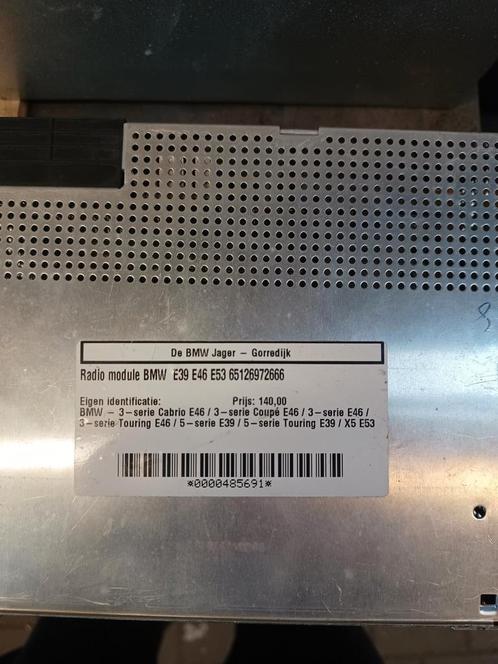 De BMW Jager – Gorredijk
Radio module BMW E39 E46 E53 65126972666
Eigen identificatie: Prijs: 140,00
BMW – 3–serie Cabrio E46 / 3–serie Coupé E46 / 3–serie E46 /
3–serie Touring E46 / 5–serie E39 / 5–serie Touring E39 / X5 E53
*0000485691*